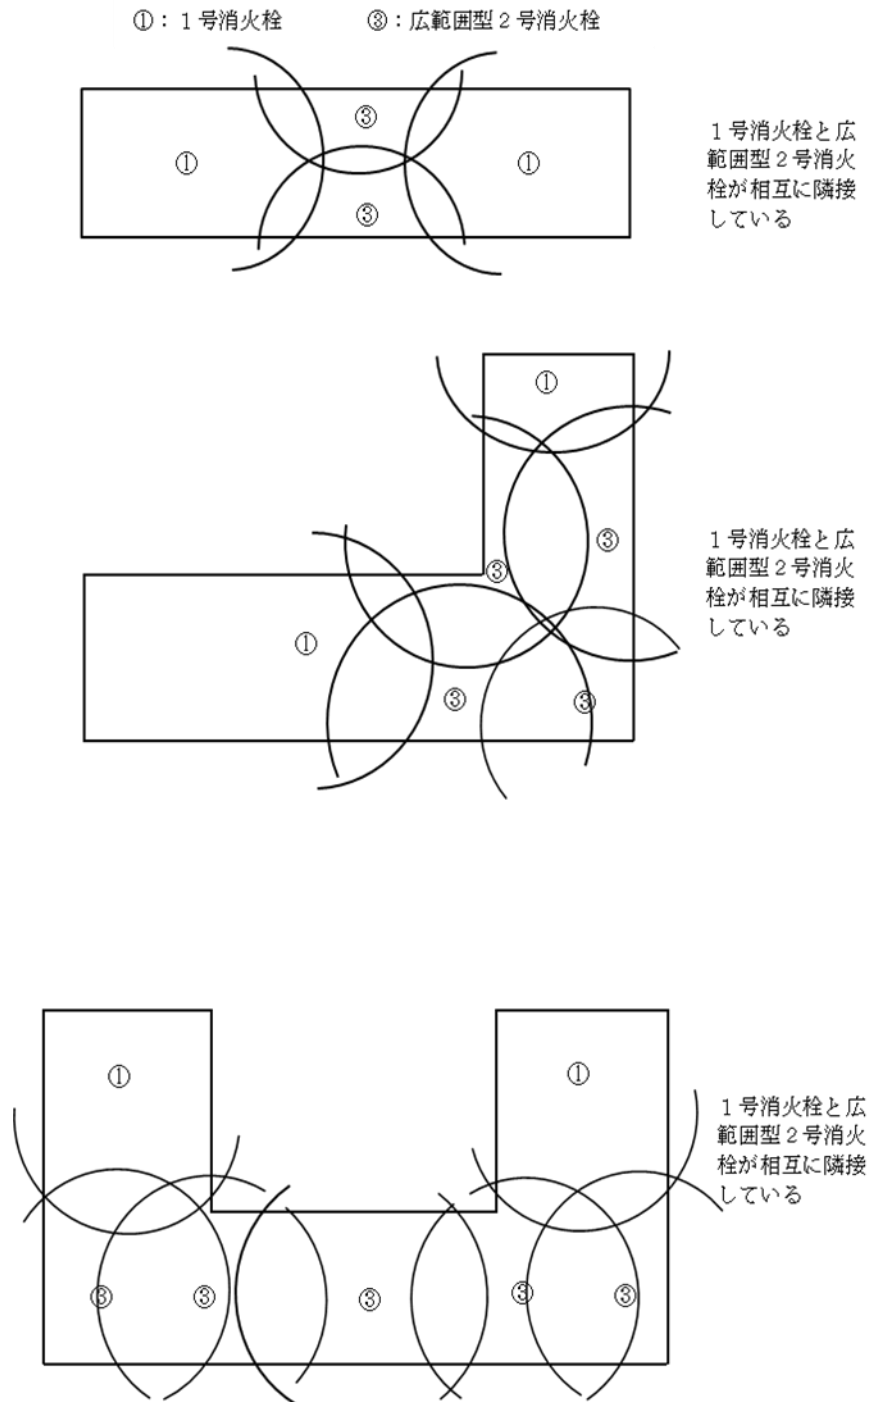 ①：１号消火栓　　③：広範囲型２号消火栓
③
①
①
③
１号消火栓と広
範囲型２号消火
栓が相互に隣接
している
①
③
③
①
③
③
１号消火栓と広
範囲型２号消火
栓が相互に隣接
している
①
①
③
③
③
③
③
１号消火栓と広
範囲型２号消火
栓が相互に隣接
している